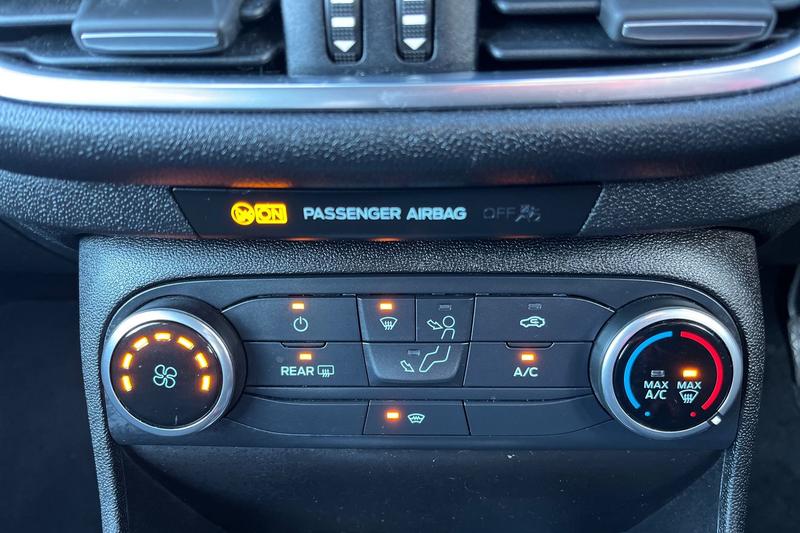 ON PASSENGER AIRBAG OFF
REAR
A/C
MAX A/C
MAX